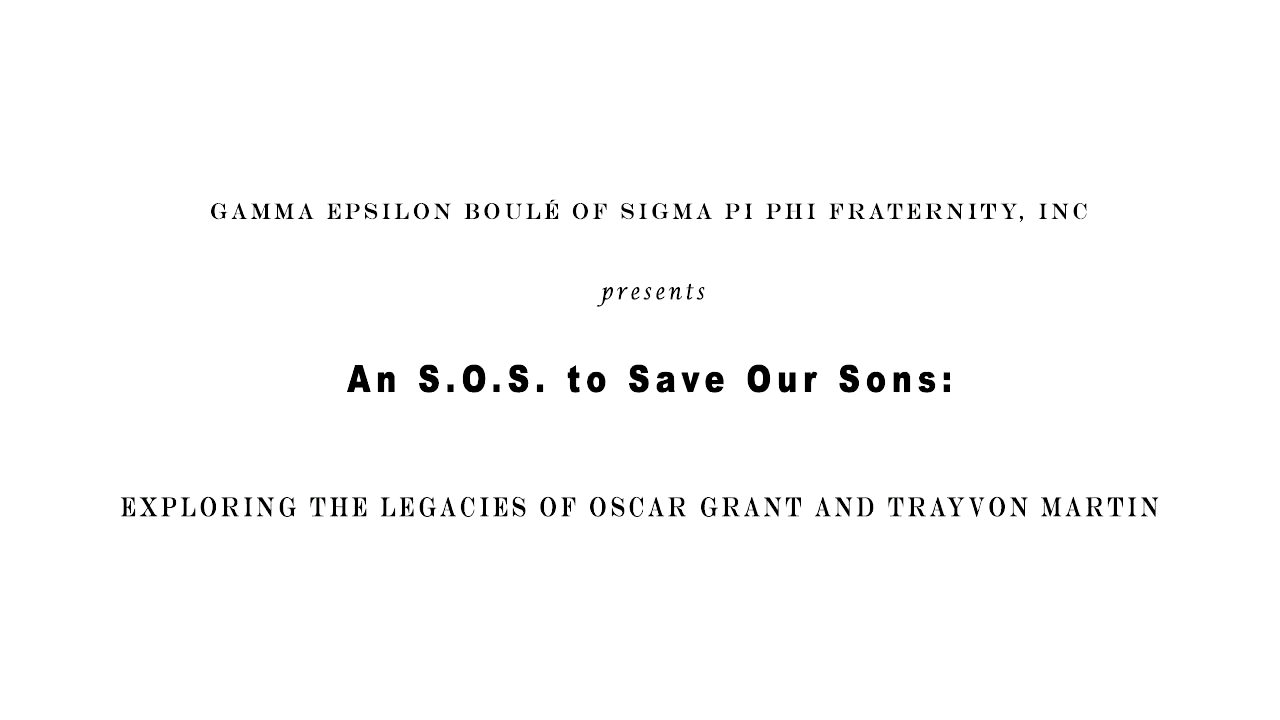 GAMMA EPSILON BOULÉ OF SIGMA PI PHI FRATERNITY, INC
presents
An S.O.S. to Save Our Sons:
EXPLORING THE LEGACIES OF OSCAR GRANT AND TRAYVON MARTIN